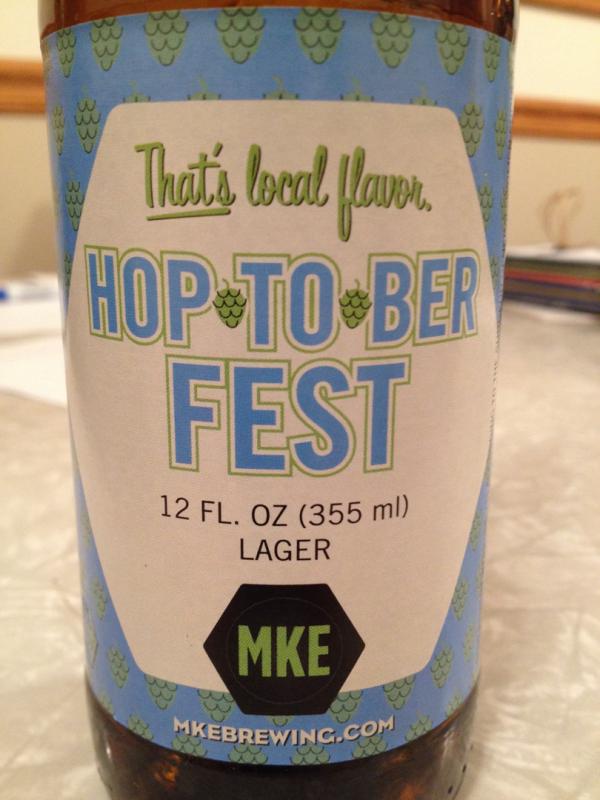 That's local flavor.
HOP TO BER
FEST
12 FL. OZ (355 ml)
LAGER
MKE
MKEBREWING.COM